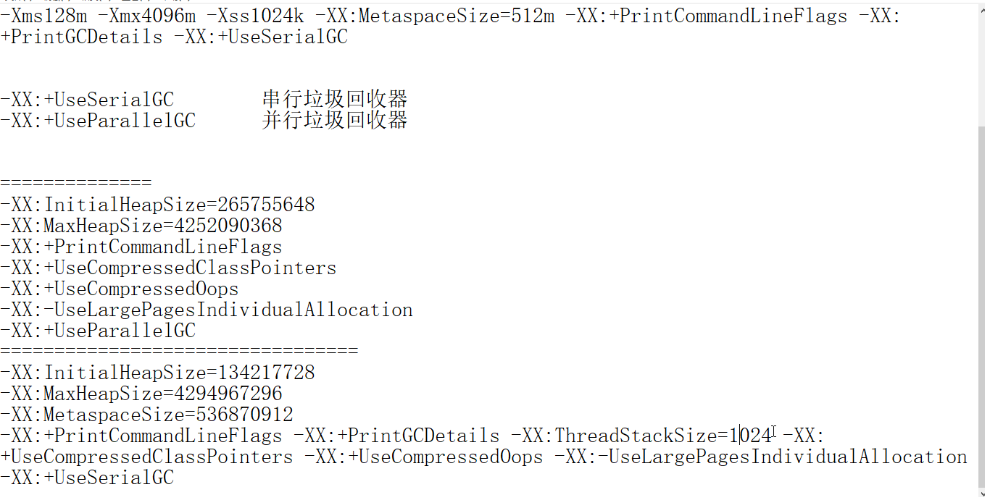 -Xms128m -Xmx4096m -Xss1024k -XX:MetaspaceSize=512m -XX:+PrintCommandLineFlags -XX:
+PrintGCDetails -XX:+UseSerialGC
-XX:+UseSerialGC 串行垃圾回收器
-XX:+UseParallelGC 并行垃圾回收器
==============
-XX:InitialHeapSize=265755648
-XX:MaxHeapSize=4252090368
-XX:+PrintCommandLineFlags
-XX:+UseCompressedClassPointers
-XX:+UseCompressedOops
-XX:-UseLargePagesIndividualAllocation
-XX:+UseParallelGC
=================================
-XX:InitialHeapSize=134217728
-XX:MaxHeapSize=4294967296
-XX:MetaspaceSize=536870912
-XX:+PrintCommandLineFlags -XX:+PrintGCDetails -XX:ThreadStackSize=1024 -XX:
+UseCompressedClassPointers -XX:+UseCompressedOops -XX:-UseLargePagesIndividualAllocation
-XX:+UseSerialGC